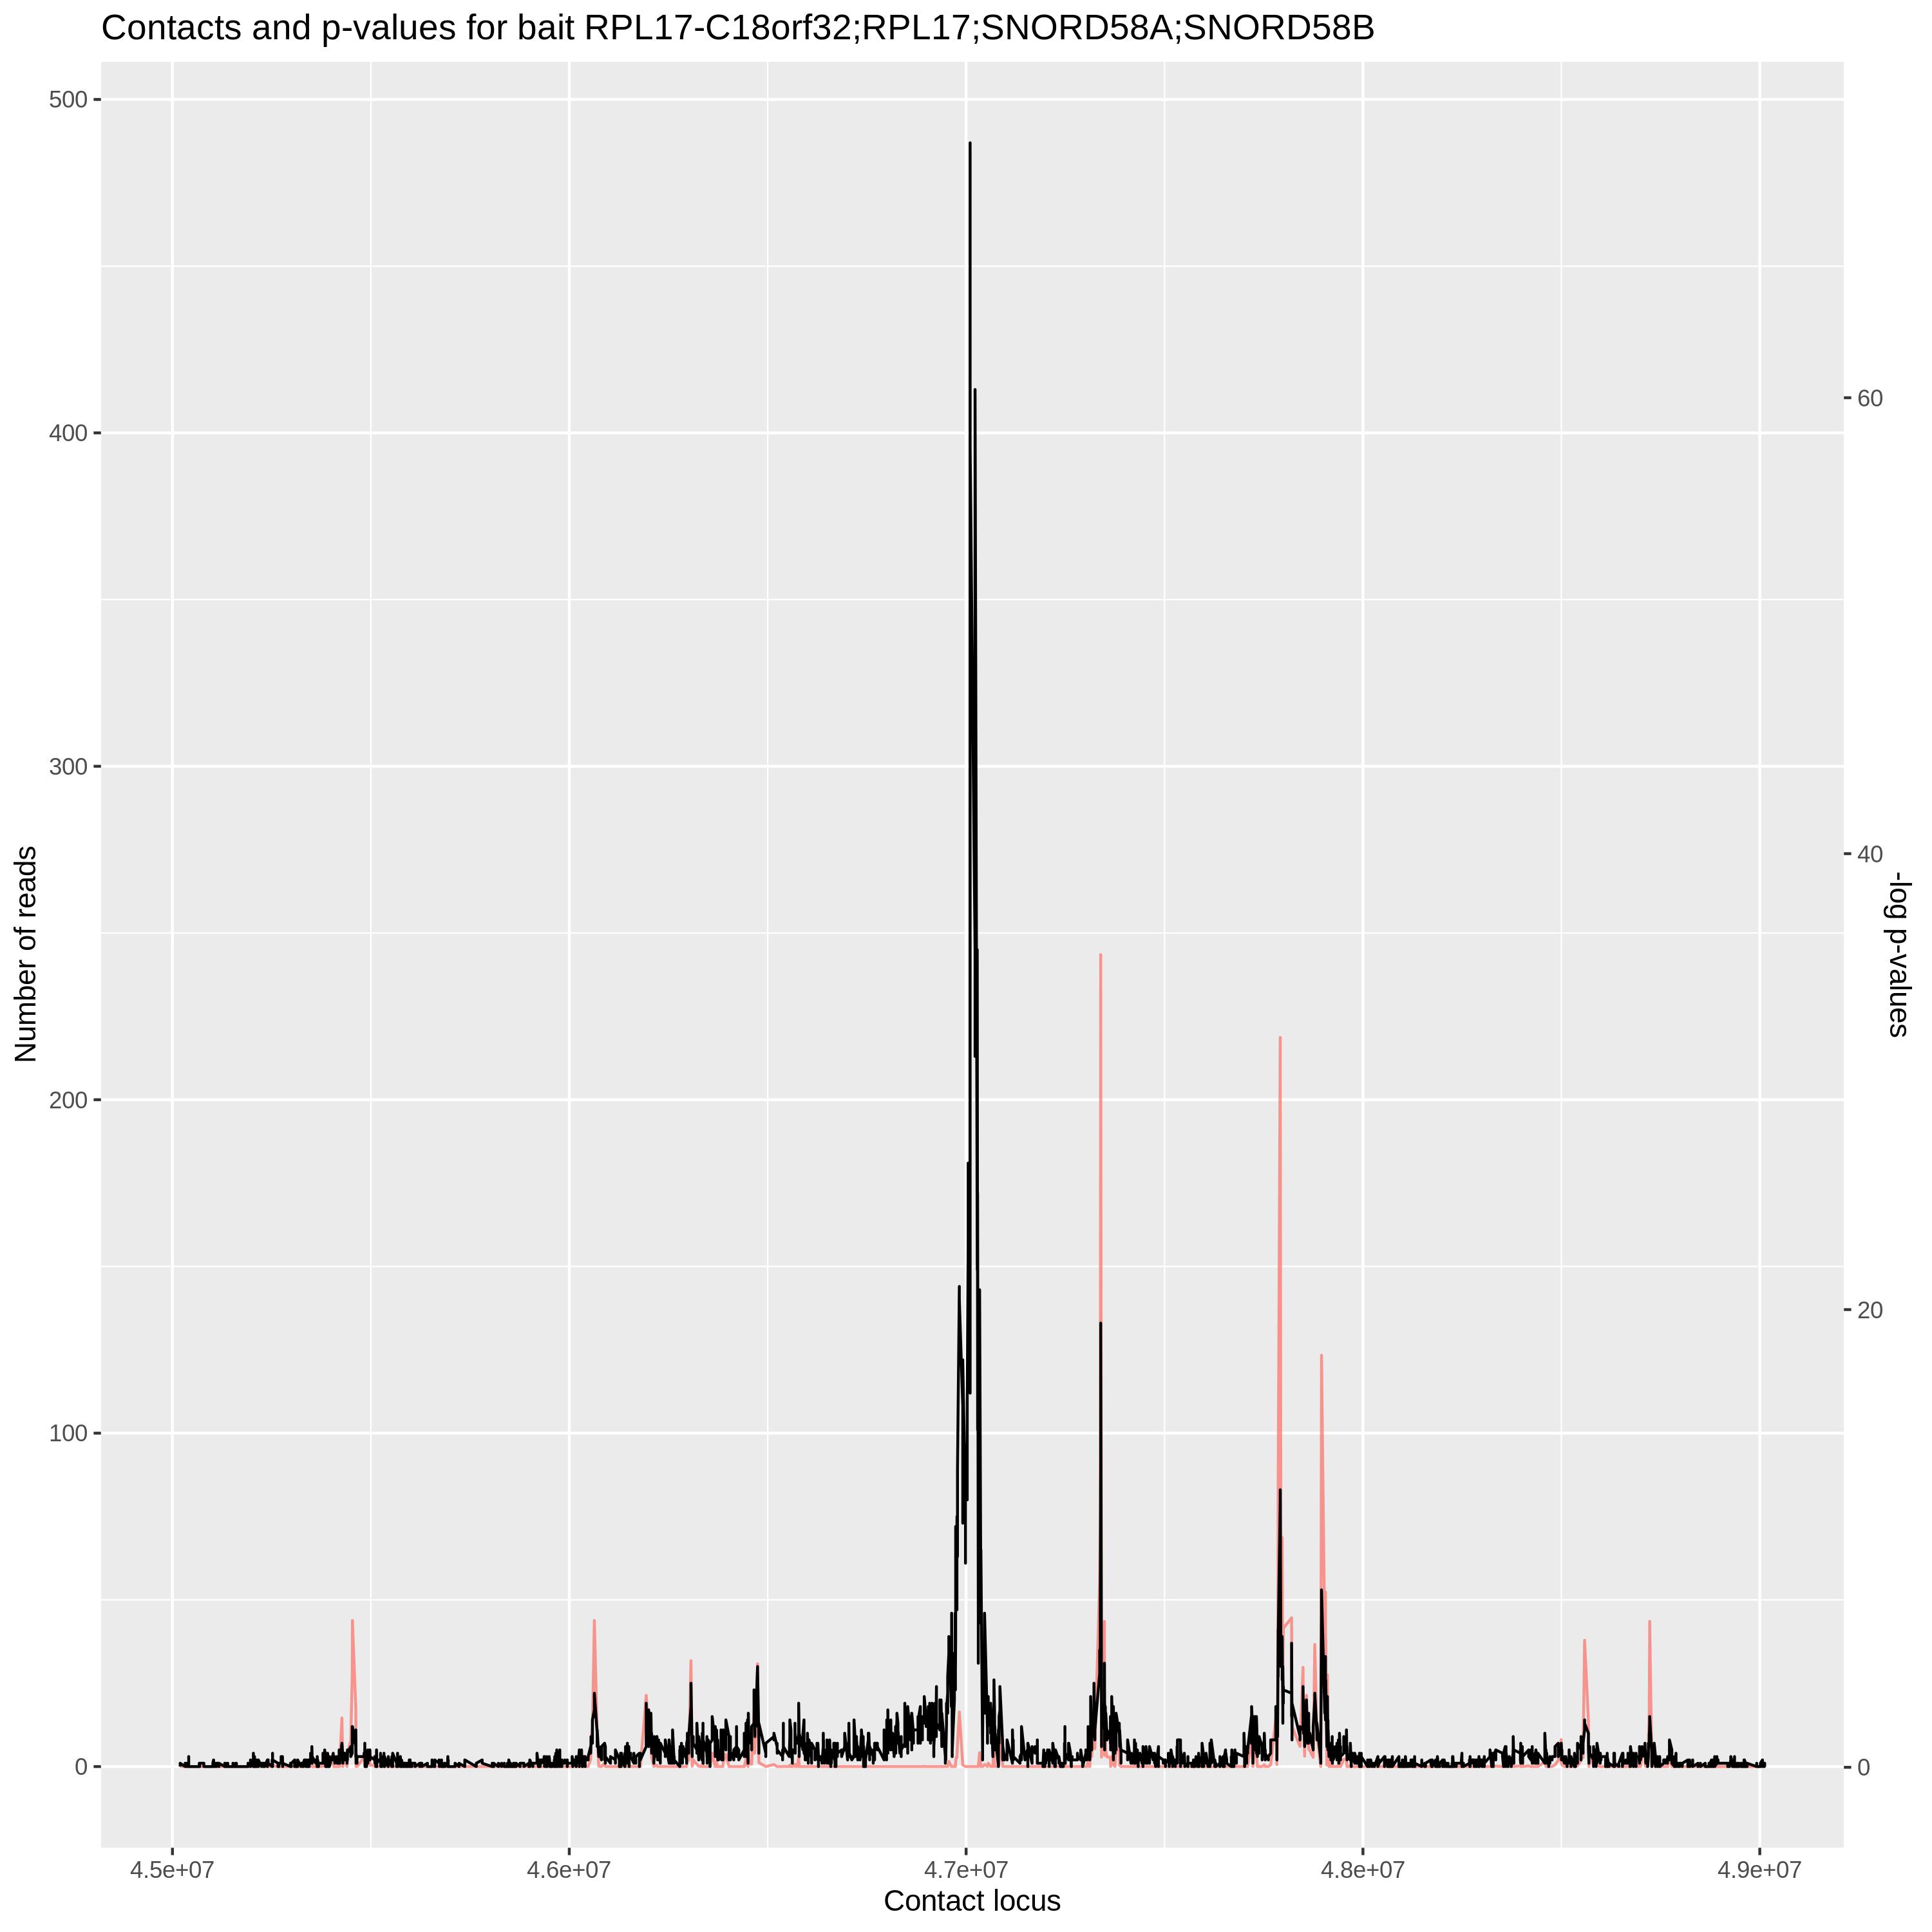 Contacts and p-values for bait RPL17-C18orf32;RPL17;SNORD58A;SNORD58B
500
400
300
200
100
0
Number of reads
60
40
20
0
-log p-values
4.5e+07 4.6e+07 4.7e+07 4.8e+07 4.9e+07
Contact locus